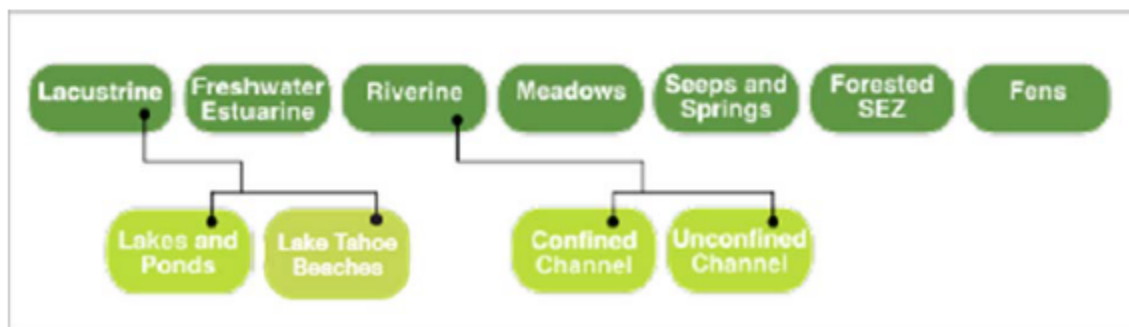 Lacustrine
Freshwater
Estuarine
Riverine
Meadows
Seeps and
Springs
Forested
SEZ
Fens
Lakes and
Ponds
Lake Tahoe
Beaches
Confined
Channel
Unconfined
Channel